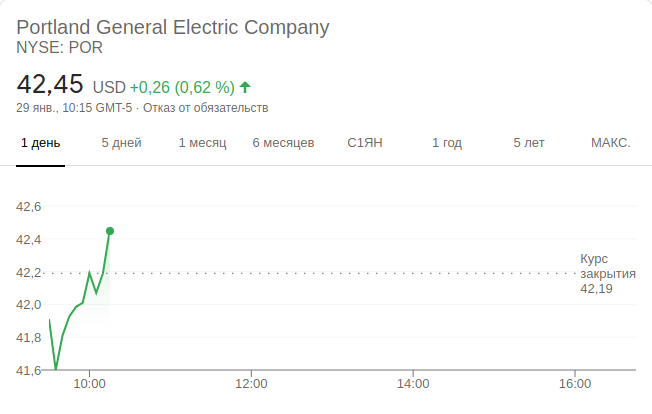 Portland General Electric Company
NYSE: POR
42,45 USD +0,26 (0,62 %)
29 янв., 10:15 GMT-5 · Отказ от обязательств
1 день 5 дней 1 месяц 6 месяцев С1ЯН 1 год 5 лет МАКС.
42,6
42,4
Курс
закрытия
42,19
42,2
42,0
41,8
41,6
10:00 12:00 14:00 16:00